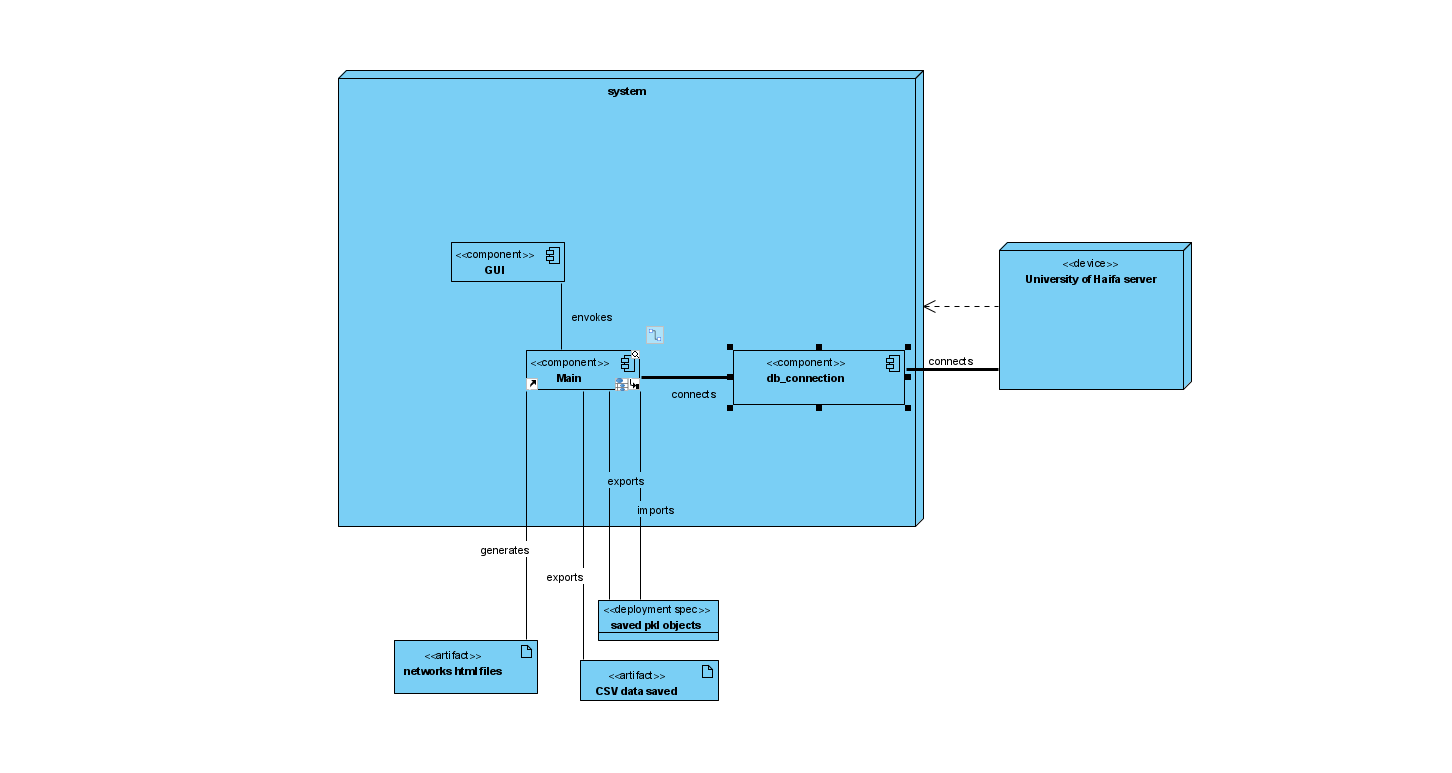 system
<<component>>
GUI
<<device>>
University of Haifa server
envokes
<<component>>
Main
<<component>>
db_connection
connects
connects
exports
imports
generates
exports
<<deployment spec>>
saved pkl objects
<<artifact>>
networks html files
<<artifact>>
CSV data saved